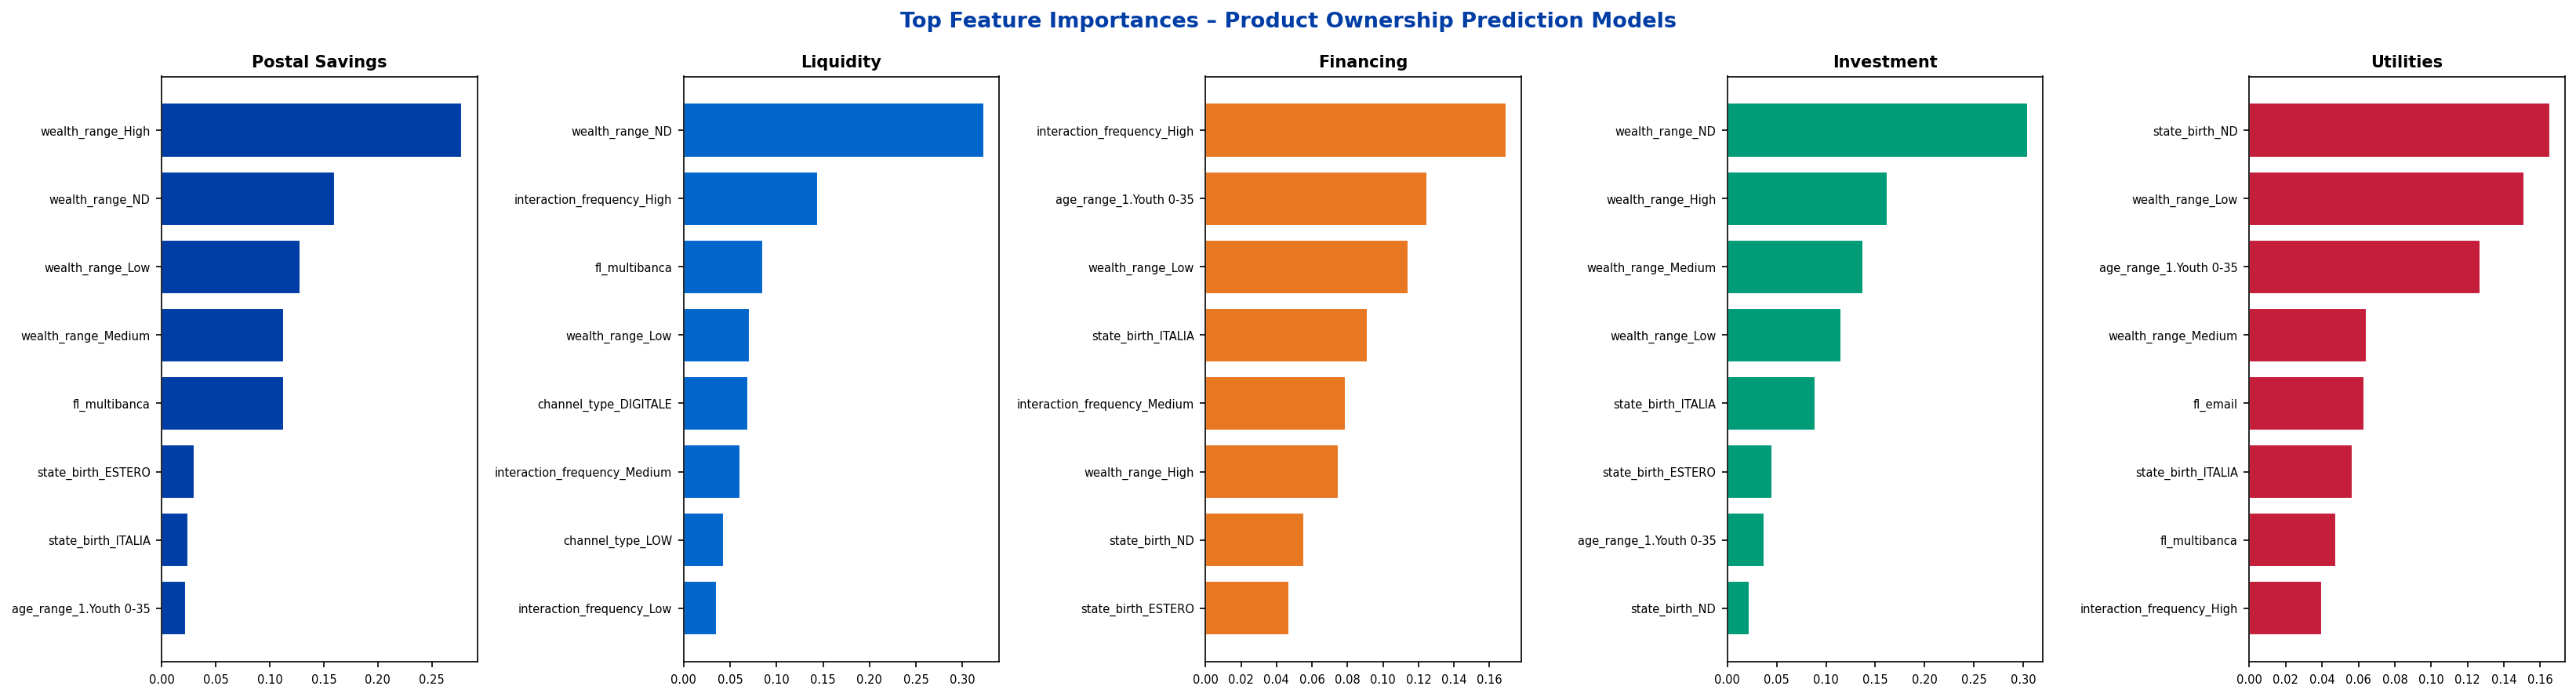 Top Feature Importances – Product Ownership Prediction Models
Postal Savings
wealth_range_High
wealth_range_ND
wealth_range_Low
wealth_range_Medium
fl_multibanca
state_birth_ESTERO
state_birth_ITALIA
age_range_1.Youth 0-35
0.00 0.05 0.10 0.15 0.20 0.25
Liquidity
wealth_range_ND
interaction_frequency_High
fl_multibanca
wealth_range_Low
channel_type_DIGITALE
interaction_frequency_Medium
channel_type_LOW
interaction_frequency_Low
0.00 0.05 0.10 0.15 0.20 0.25 0.30
Financing
interaction_frequency_High
age_range_1.Youth 0-35
wealth_range_Low
state_birth_ITALIA
interaction_frequency_Medium
wealth_range_High
state_birth_ND
state_birth_ESTERO
0.00 0.02 0.04 0.06 0.08 0.10 0.12 0.14 0.16
Investment
wealth_range_ND
wealth_range_High
wealth_range_Medium
wealth_range_Low
state_birth_ITALIA
state_birth_ESTERO
age_range_1.Youth 0-35
state_birth_ND
0.00 0.05 0.10 0.15 0.20 0.25 0.30
Utilities
state_birth_ND
wealth_range_Low
age_range_1.Youth 0-35
wealth_range_Medium
fl_email
state_birth_ITALIA
fl_multibanca
interaction_frequency_High
0.00 0.02 0.04 0.06 0.08 0.10 0.12 0.14 0.16